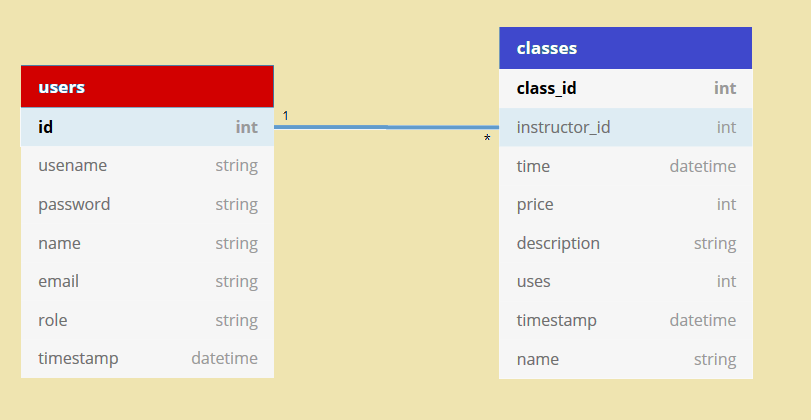 users
id int
usename string
password string
name string
email string
role string
timestamp datetime
1
*
classes
class_id int
instructor_id int
time datetime
price int
description string
uses int
timestamp datetime
name string